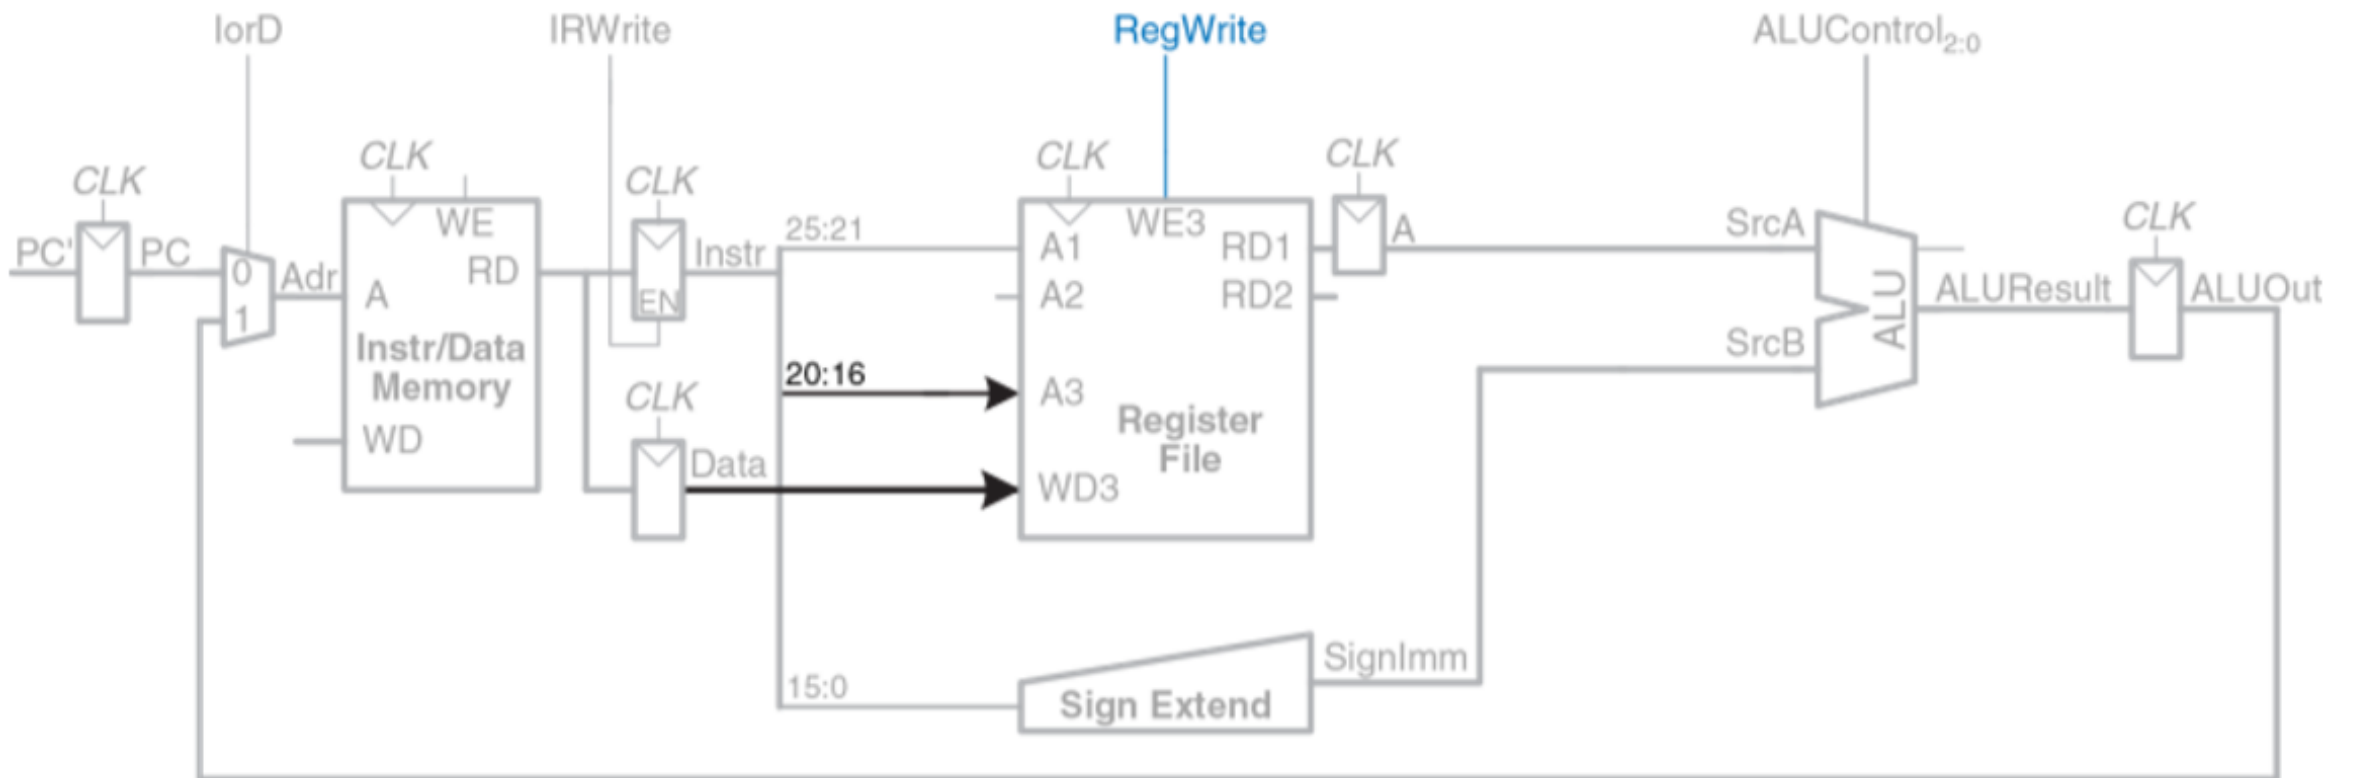 IorD
IRWrite
RegWrite
ALUControl2:0
CLK
CLK
CLK
CLK
CLK
CLK
PC'
PC
0
1
Adr
WE
A
RD
Instr/Data
Memory
WD
EN
Instr
CLK
Data
25:21
20:16
15:0
A1
A2
A3
WD3
WE3
RD1
RD2
Register
File
A
SrcA
SrcB
ALU
ALUResult
ALUOut
Sign Extend
SignImm